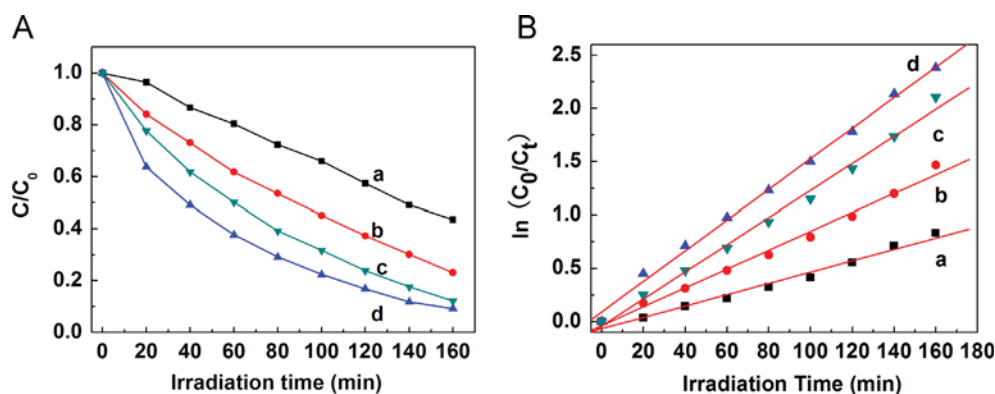 A
C/C0
1.0
0.8
0.6
0.4
0.2
0.0
a
b
c
d
0 20 40 60 80 100 120 140 160
Irradiation time (min)
B
ln (C0/Ct)
2.5
2.0
1.5
1.0
0.5
0.0
d
c
b
a
0 20 40 60 80 100 120 140 160 180
Irradiation Time (min)